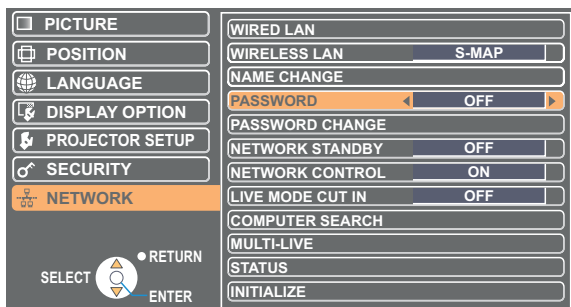 PICTURE
POSITION
LANGUAGE
DISPLAY OPTION
PROJECTOR SETUP
SECURITY
NETWORK
RETURN
SELECT
ENTER
WIRED LAN
WIRELESS LAN S-MAP
NAME CHANGE
PASSWORD OFF
PASSWORD CHANGE
NETWORK STANDBY OFF
NETWORK CONTROL ON
LIVE MODE CUT IN OFF
COMPUTER SEARCH
MULTI-LIVE
STATUS
INITIALIZE